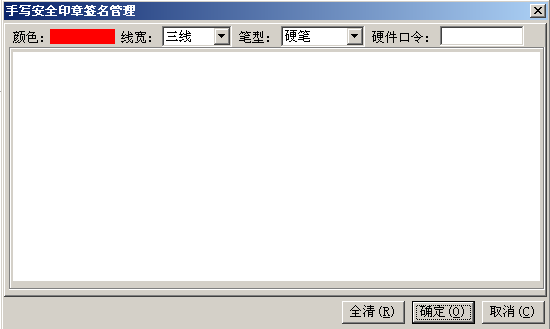 手写安全印章签名管理
颜色： 线宽： 三线 笔型： 硬笔 硬件口令：
全清(R) 确定(O) 取消(C)